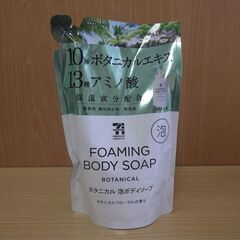 10種ボタニカルエキス
13種アミノ酸
保湿成分配合
泡
FOAMING
BODY SOAP
BOTANICAL
ボタニカル 泡ボディソープ
ボタニカルフローラルの香り